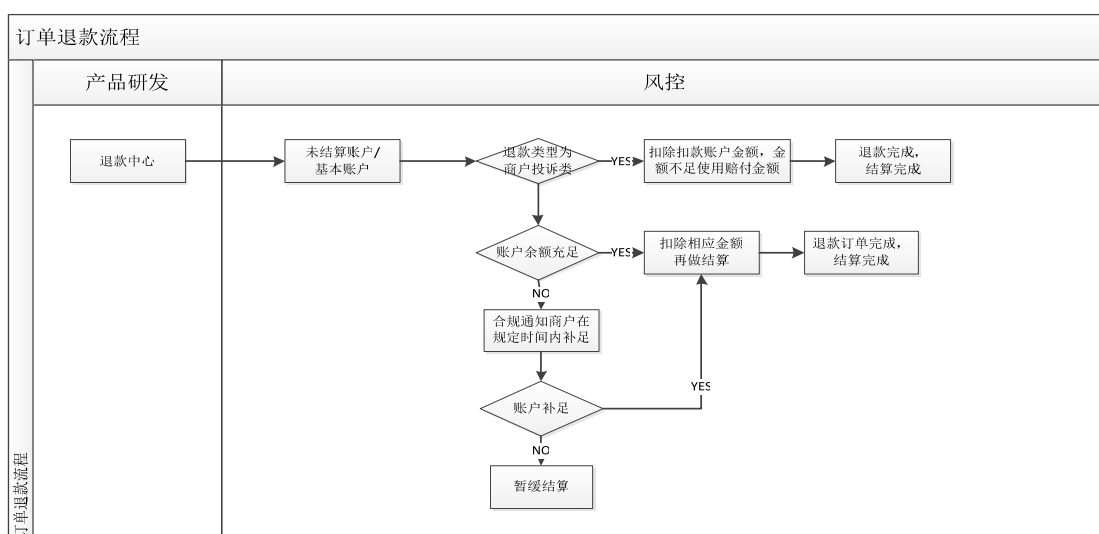 订单退款流程
产品研发
风控
退款中心
未结算账户/
基本账户
退款类型为
商户投诉类
YES
扣除扣款账户金额，金
额不足使用赔付金额
退款完成，
结算完成
账户余额充足
YES
扣除相应金额
再做结算
退款订单完成，
结算完成
NO
合规通知商户在
规定时间内补足
账户补足
YES
NO
暂缓结算
订单退款流程